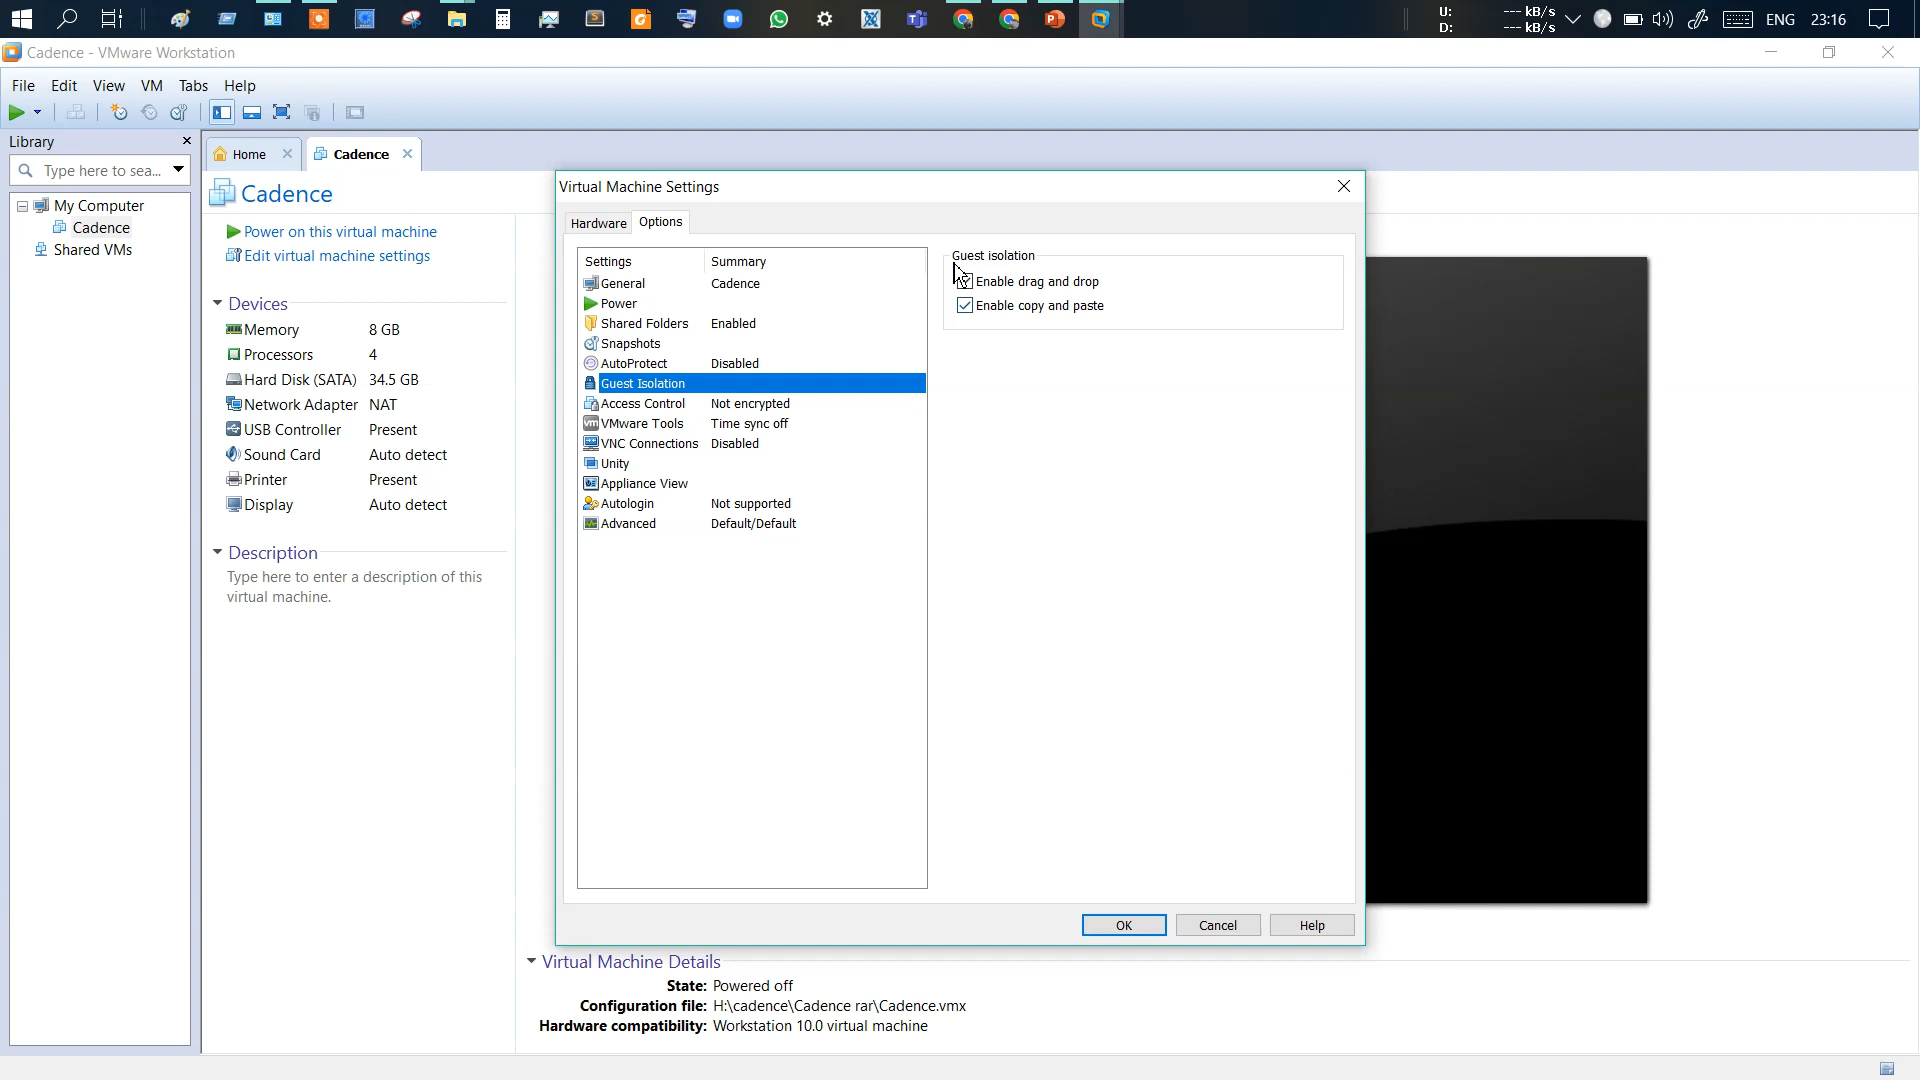 U: --- kB/s
D: --- kB/s
ENG 23:16
Cadence - VMware Workstation
File Edit View VM Tabs Help
Library
Home
Cadence
Type here to sea...
My Computer
Cadence
Shared VMs
Cadence
Power on this virtual machine
Edit virtual machine settings
Devices
Memory 8 GB
Processors 4
Hard Disk (SATA) 34.5 GB
Network Adapter NAT
USB Controller Present
Sound Card Auto detect
Printer Present
Display Auto detect
Description
Type here to enter a description of this
virtual machine.
Virtual Machine Settings
Hardware Options
Settings Summary
General Cadence
Power
Shared Folders Enabled
Snapshots
AutoProtect Disabled
Guest Isolation
Access Control Not encrypted
VMware Tools Time sync off
VNC Connections Disabled
Unity
Appliance View
Autologin Not supported
Advanced Default/Default
Guest isolation
Enable drag and drop
Enable copy and paste
OK Cancel Help
Virtual Machine Details
State: Powered off
Configuration file: H:\cadence\Cadence rar\Cadence.vmx
Hardware compatibility: Workstation 10.0 virtual machine